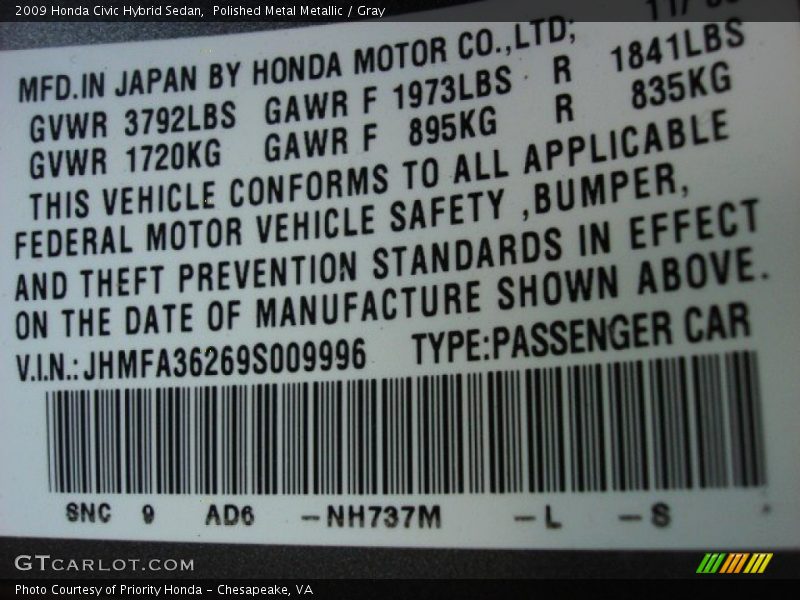 2009 Honda Civic Hybrid Sedan,  Polished Metal Metallic / Gray
MFD.IN JAPAN BY HONDA MOTOR CO.,LTD;
GVWR 3792LBS GAWR F 1973LBS R 1841LBS
GVWR 1720KG GAWR F 895KG R 835KG
THIS VEHICLE CONFORMS TO ALL APPLICABLE
FEDERAL MOTOR VEHICLE SAFETY ,BUMPER,
AND THEFT PREVENTION STANDARDS IN EFFECT
ON THE DATE OF MANUFACTURE SHOWN ABOVE.
V.I.N.: JHMFA36269S009996 TYPE:PASSENGER CAR
SNC 9 AD6 -NH737M -L -S
GTCARLOT.COM
Photo Courtesy of Priority Honda - Chesapeake, VA